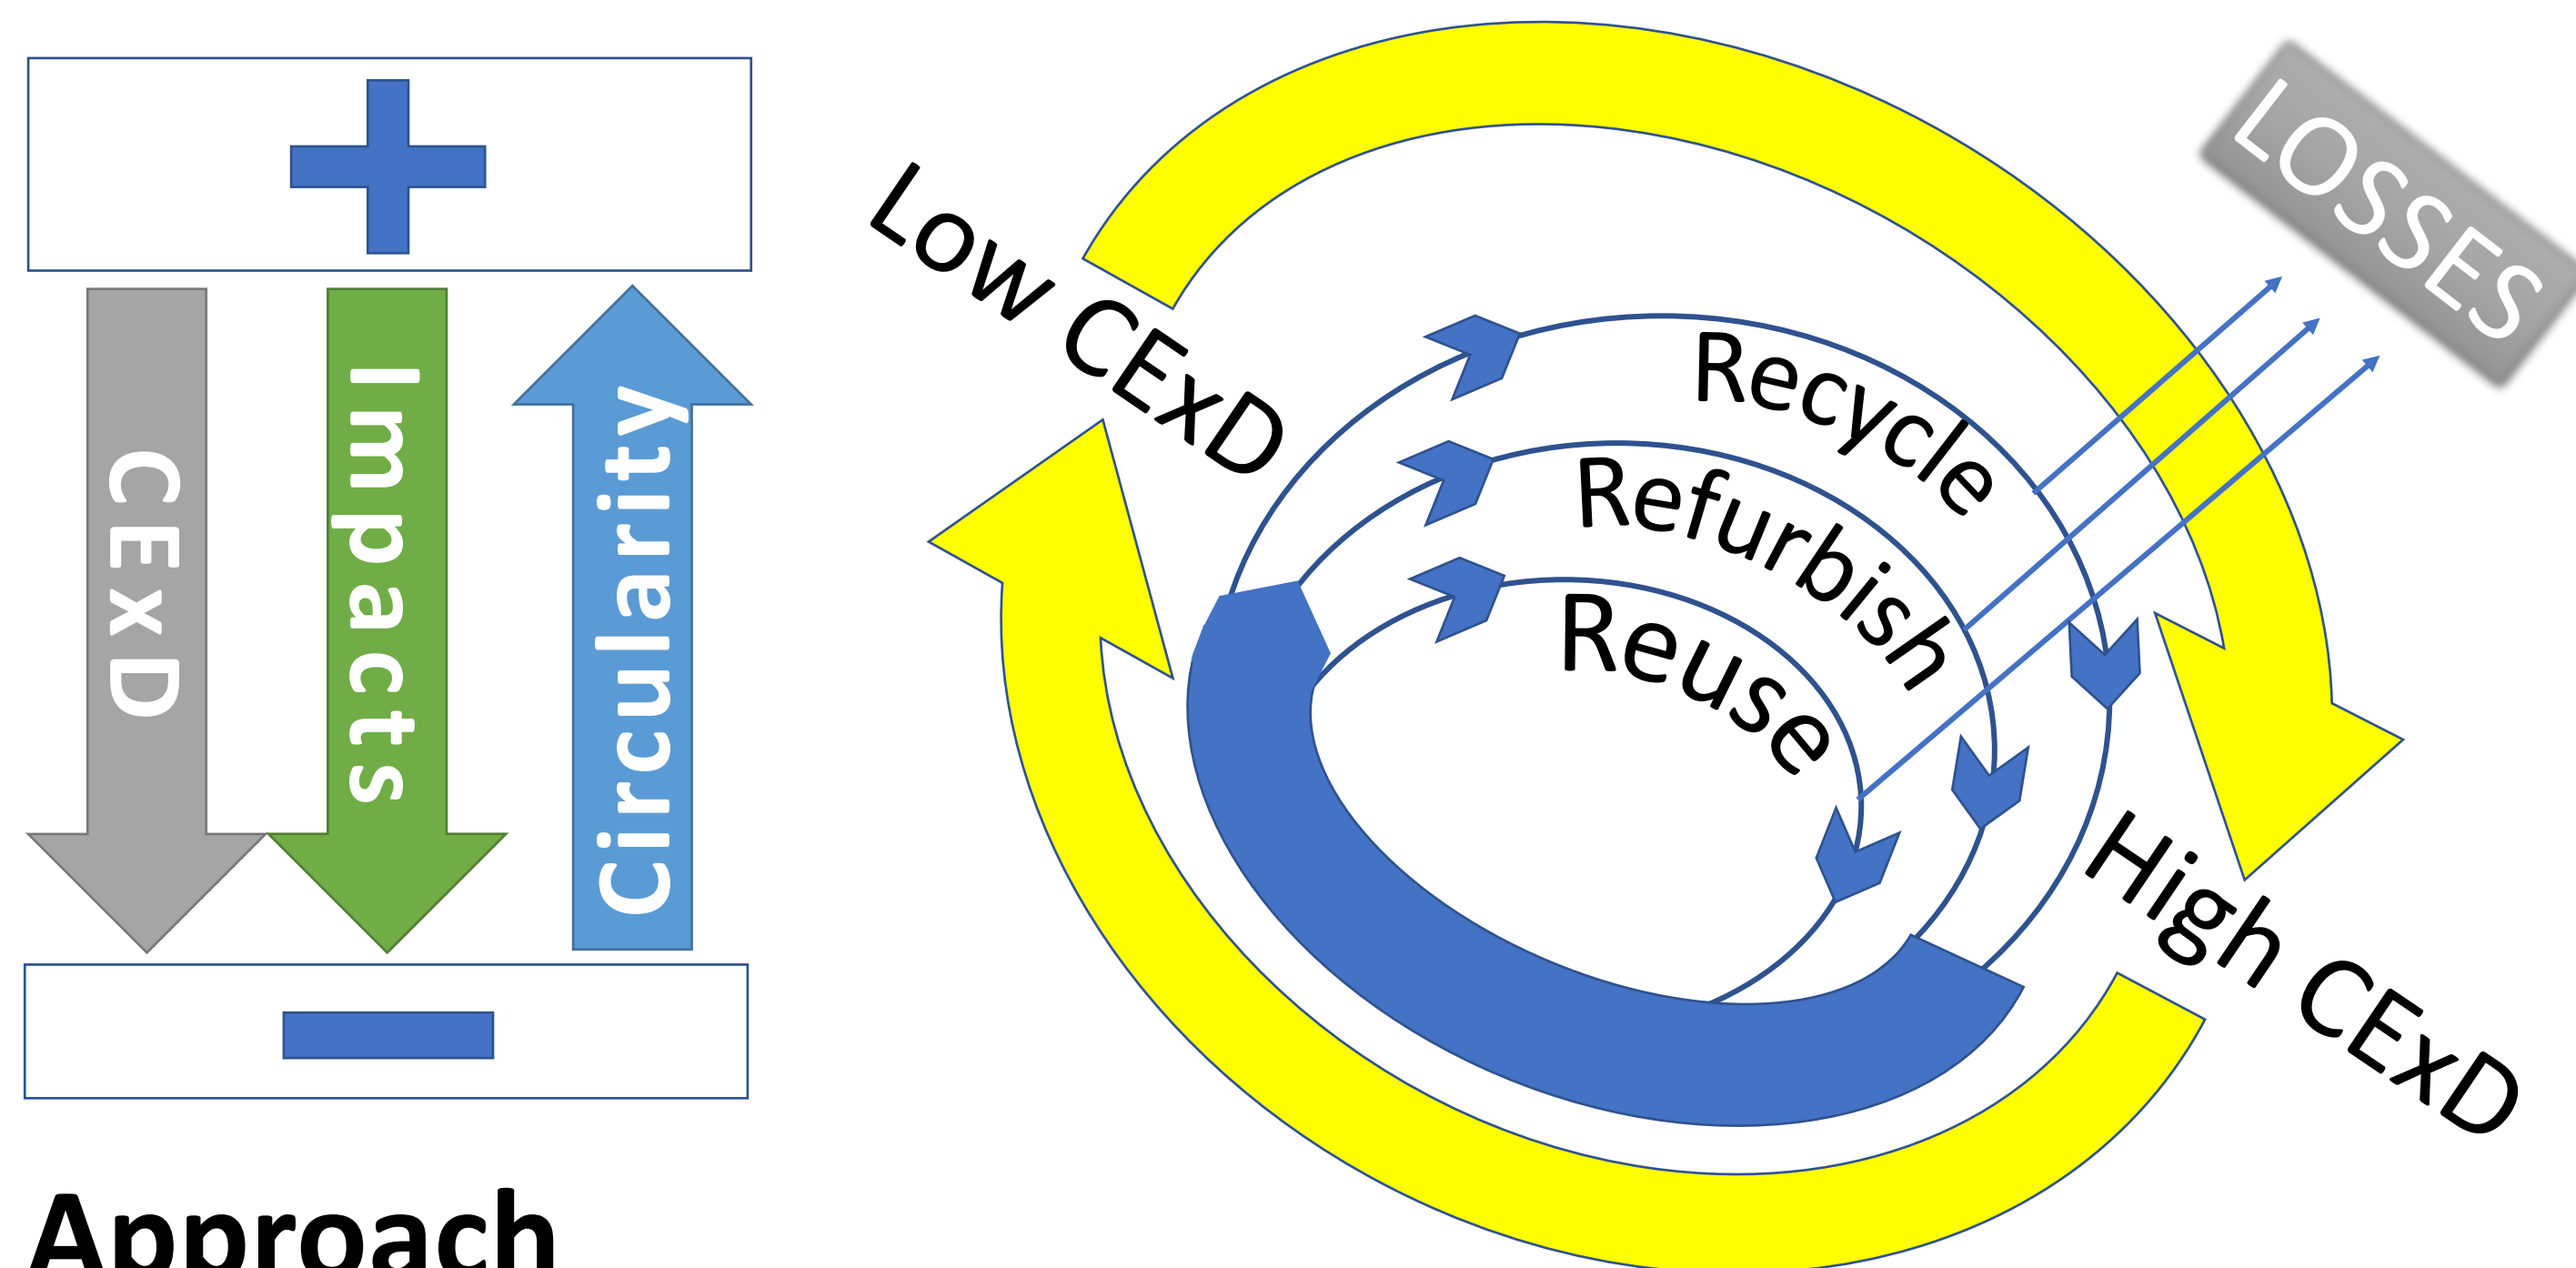 CExD
Impacts
Circularity
Low CExD
Recycle
Refurbish
Reuse
LOSSES
High CExD
Approach